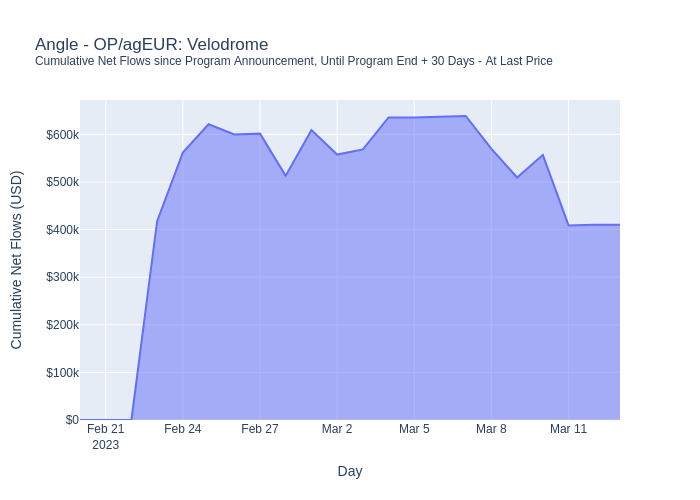 Angle - OP/agEUR: Velodrome
Cumulative Net Flows since Program Announcement, Until Program End + 30 Days - At Last Price
Cumulative Net Flows (USD)
$600k
$500k
$400k
$300k
$200k
$100k
$0
Feb 21
2023
Feb 24
Feb 27
Mar 2
Mar 5
Mar 8
Mar 11
Day